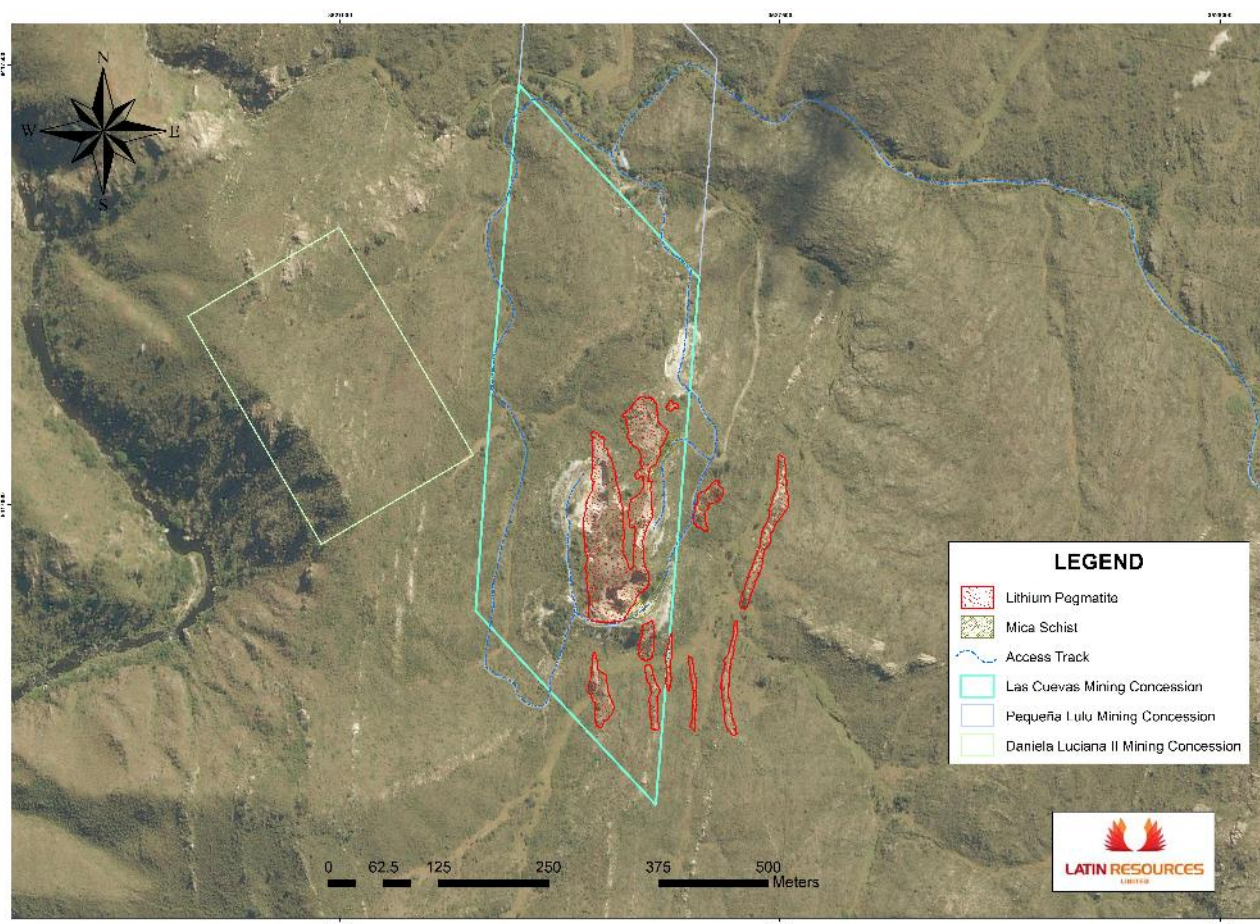 N
W
E
S
LEGEND
Lithium Pegmatite
Mica Schist
Access Track
Las Cuevas Mining Concession
Pequeña Lulu Mining Concession
Daniela Luciana II Mining Concession
0 62.5 125 250 375 500
Meters
LATIN RESOURCES
LIMITED